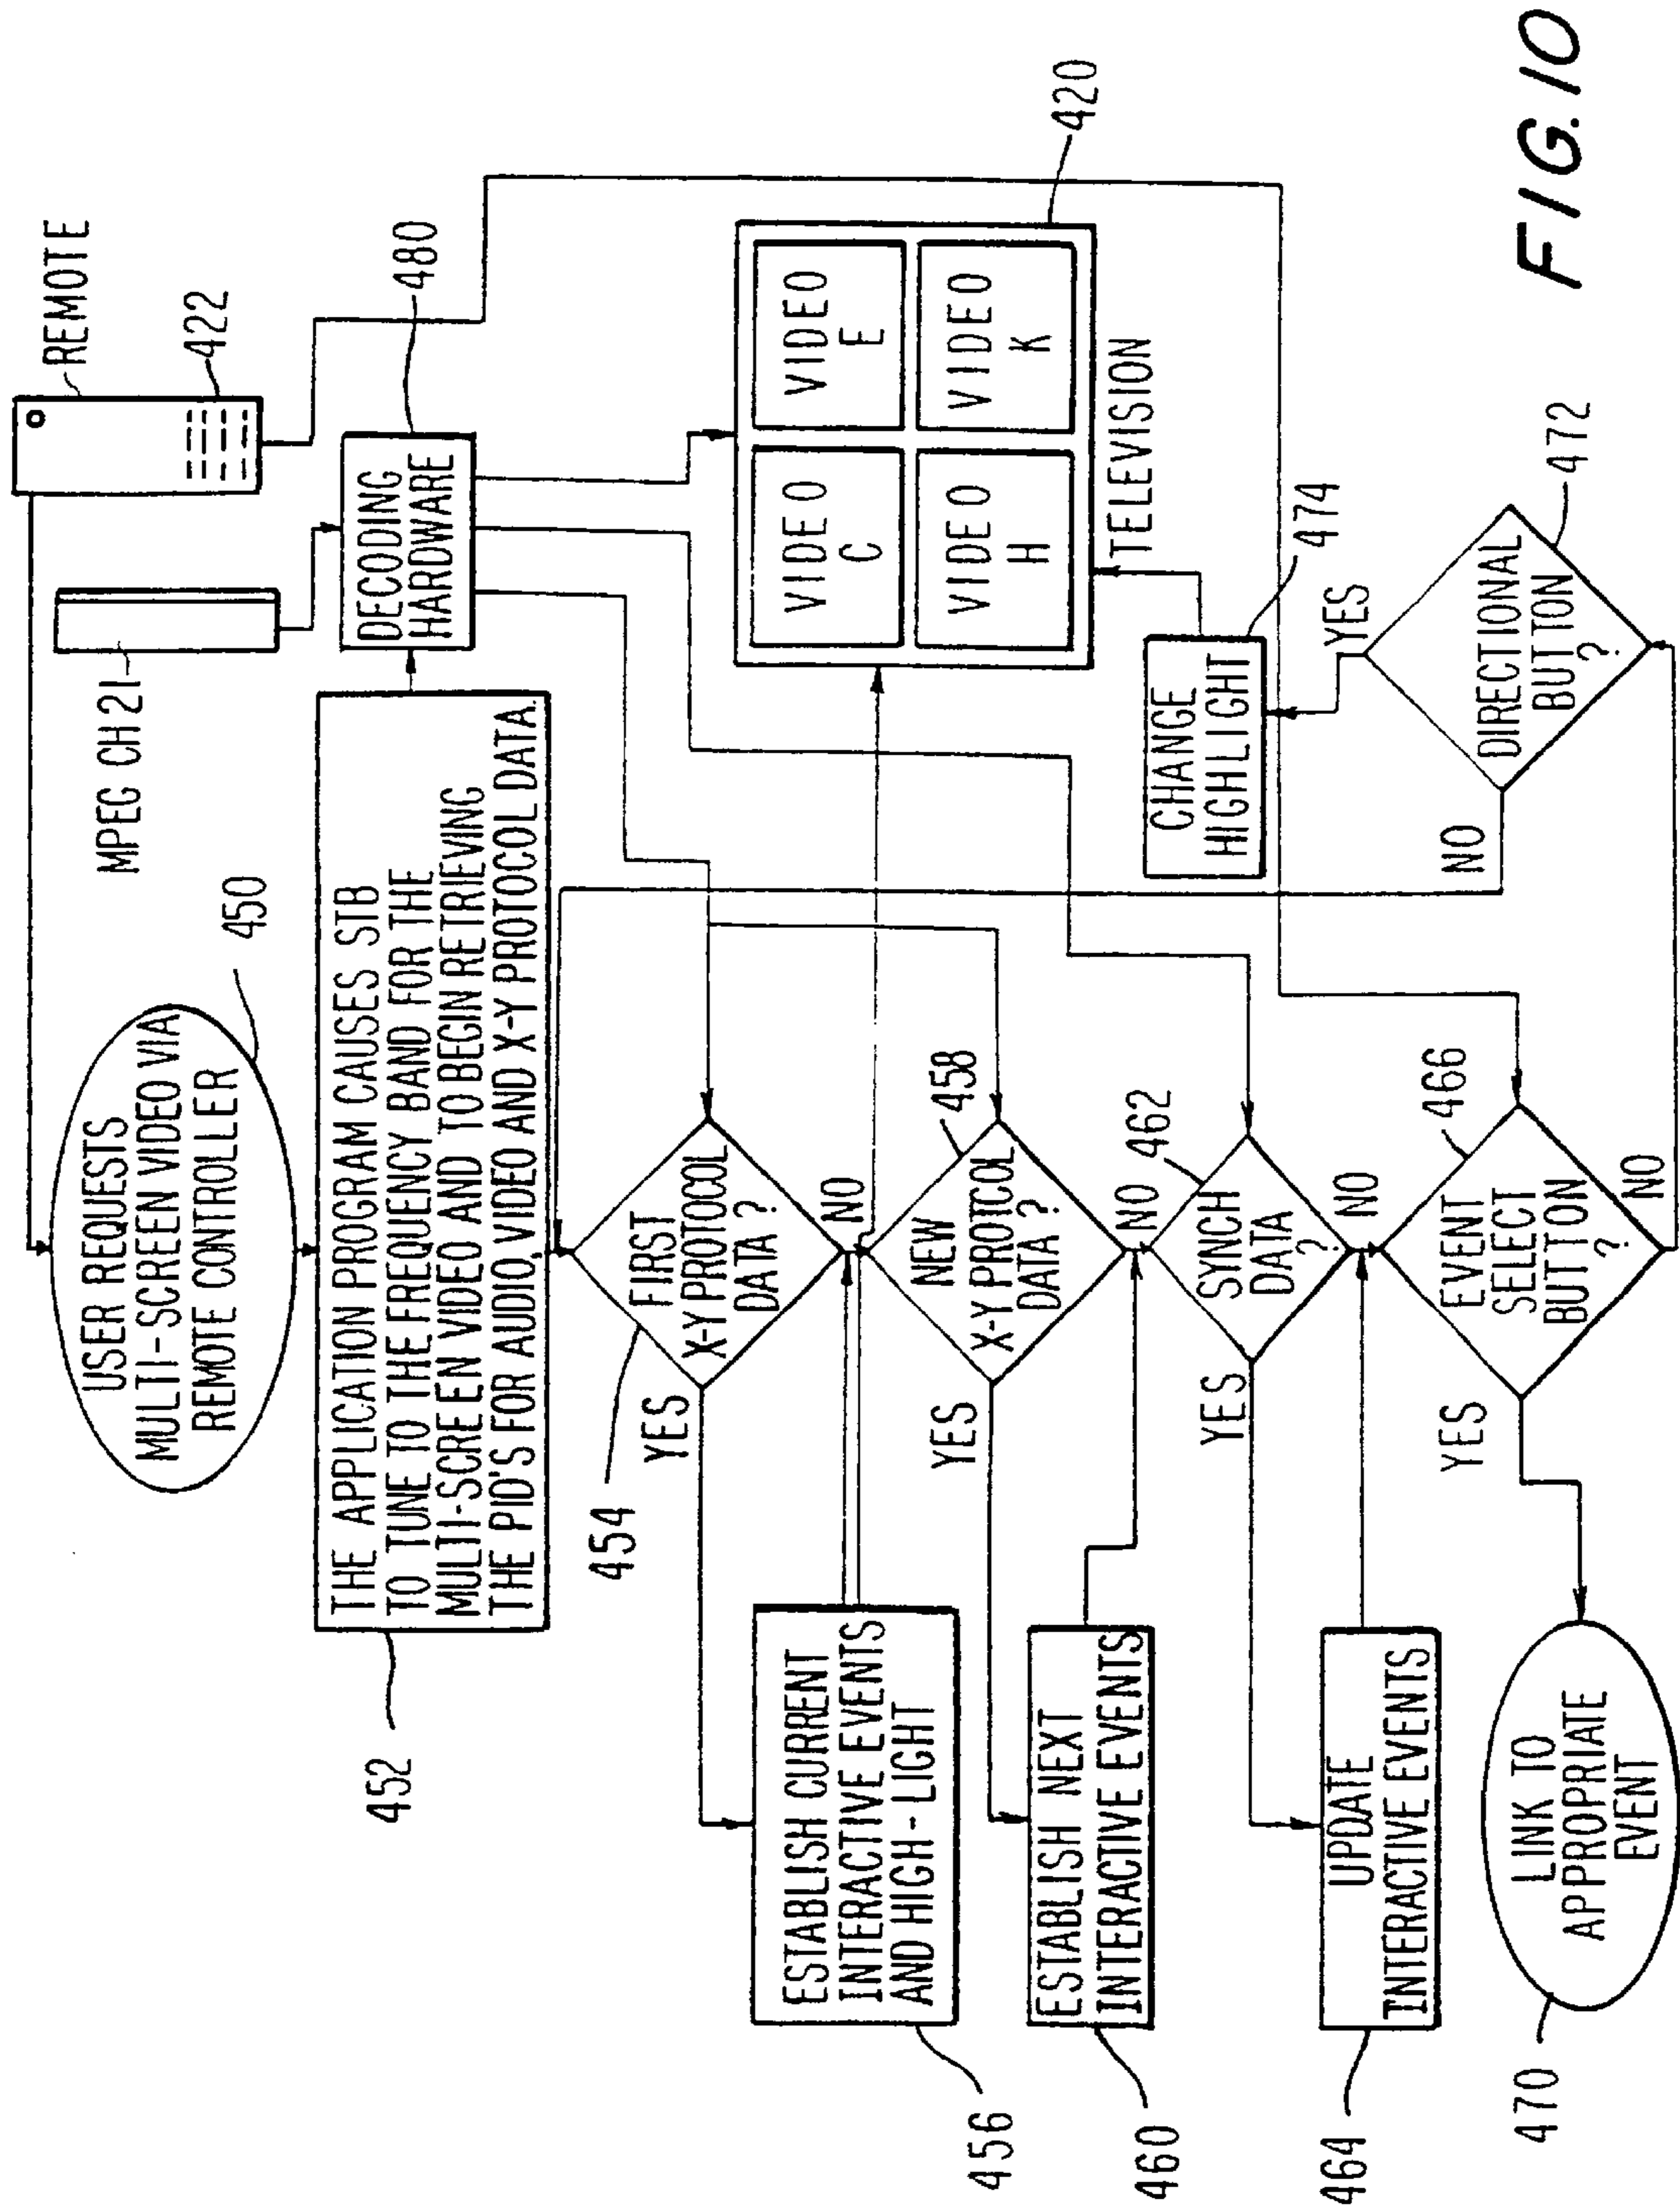 REMOTE
422
MPEG CH 21
450
USER REQUESTS
MULTI-SCREEN VIDEO VIA
REMOTE CONTROLLER
480
DECODING
HARDWARE
452
THE APPLICATION PROGRAM CAUSES STB
TO TUNE TO THE FREQUENCY BAND FOR THE
MULTI-SCREEN VIDEO AND TO BEGIN RETRIEVING
THE PID'S FOR AUDIO, VIDEO AND X-Y PROTOCOL DATA.
454
FIRST
X-Y PROTOCOL
DATA ?
YES
NO
VIDEO
C
VIDEO
E
VIDEO
H
VIDEO
K
420
TELEVISION
ESTABLISH CURRENT
INTERACTIVE EVENTS
AND HIGH-LIGHT
456
458
NEW
X-Y PROTOCOL
DATA ?
YES
NO
ESTABLISH NEXT
INTERACTIVE EVENTS
460
462
SYNCH
DATA
?
YES
NO
474
CHANGE
HIGHLIGHT
YES
UPDATE
INTERACTIVE EVENTS
464
466
EVENT
SELECT
BUTTON
?
YES
NO
472
DIRECTIONAL
BUTTON
?
NO
LINK TO
APPROPRIATE
EVENT
470
FIG. 10